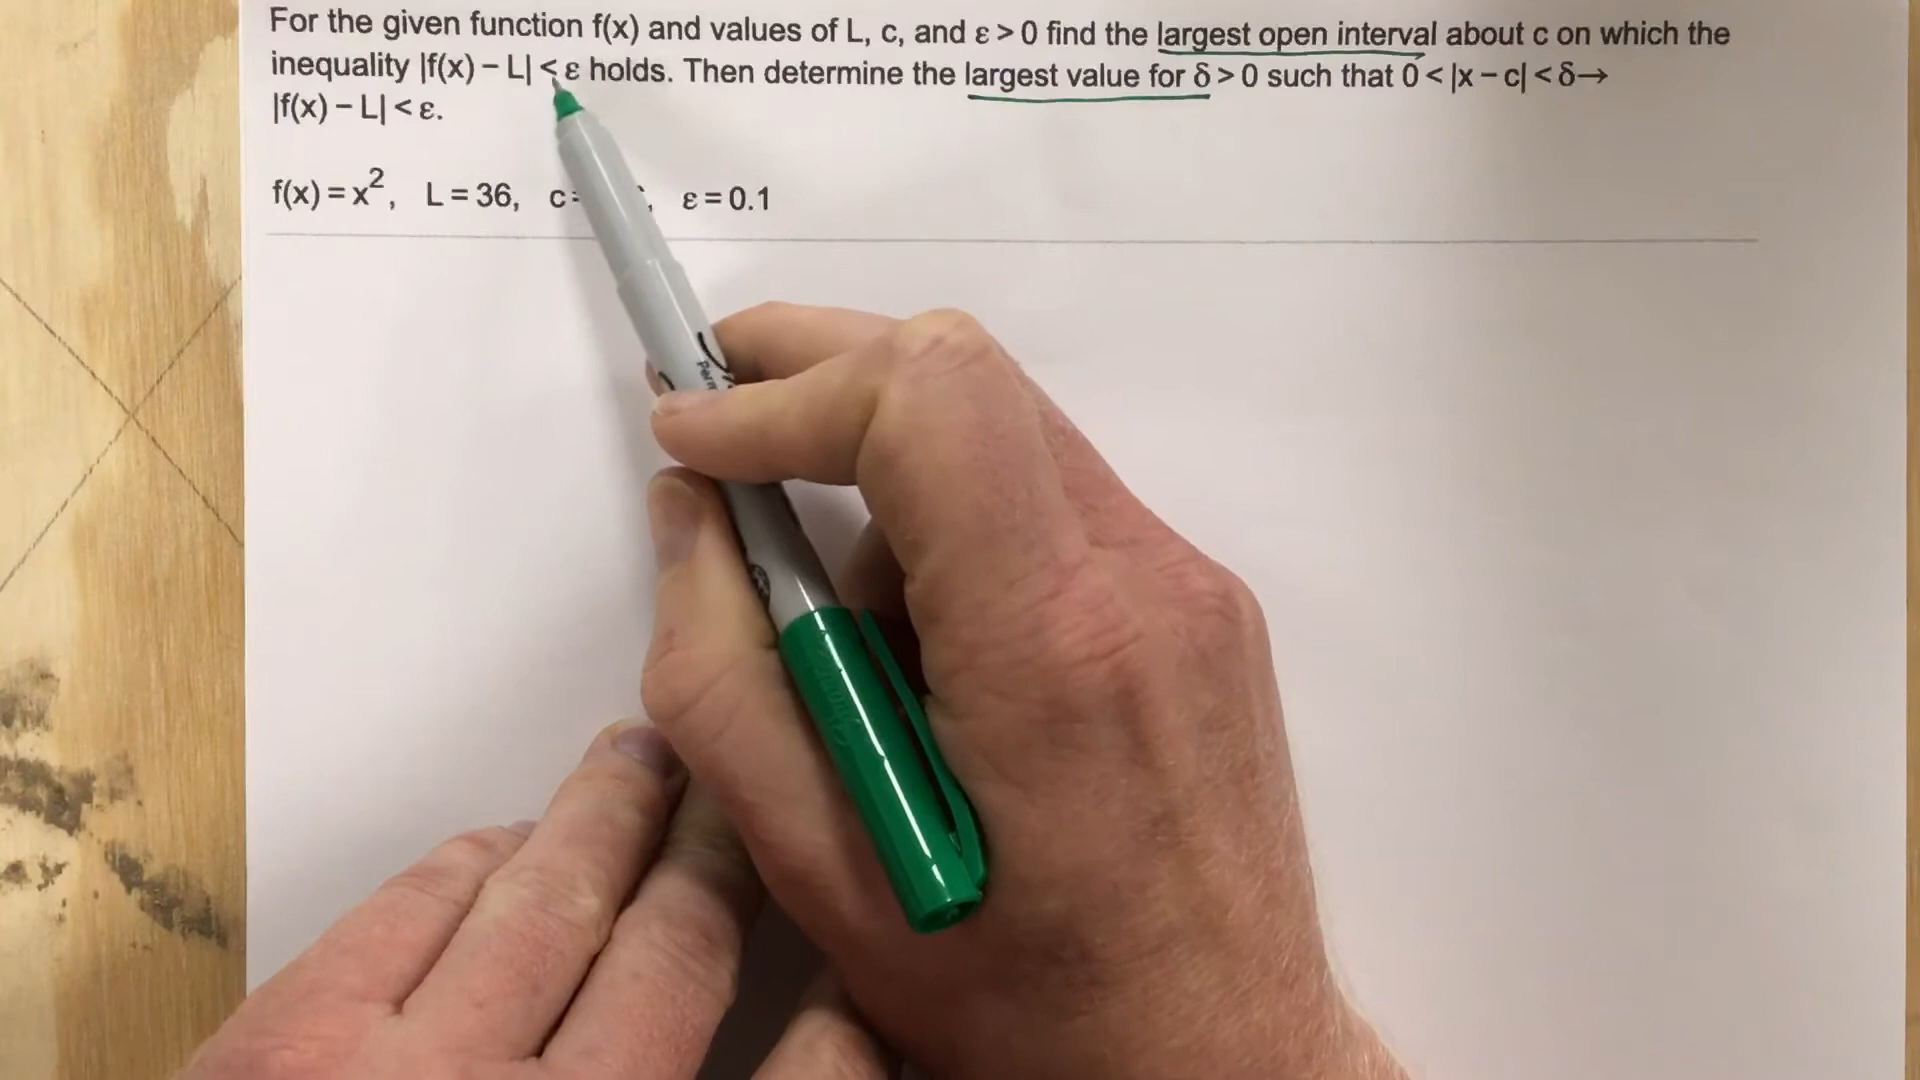 For the given function f(x) and values of L, c, and ε > 0 find the largest open interval about c on which the
inequality |f(x) − L| < ε holds. Then determine the largest value for δ > 0 such that 0 < |x − c| < δ→
|f(x) − L| < ε.
f(x) = x², L = 36, c , ε = 0.1